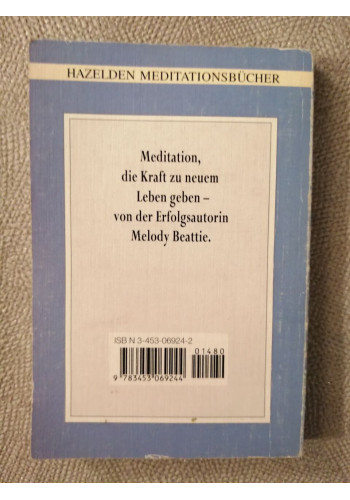 HAZELDEN MEDITATIONSBÜCHER
Meditation,
die Kraft zu neuem
Leben geben –
von der Erfolgsautorin
Melody Beattie.
ISBN 3-453-06924-2
01480
9 783453 069244